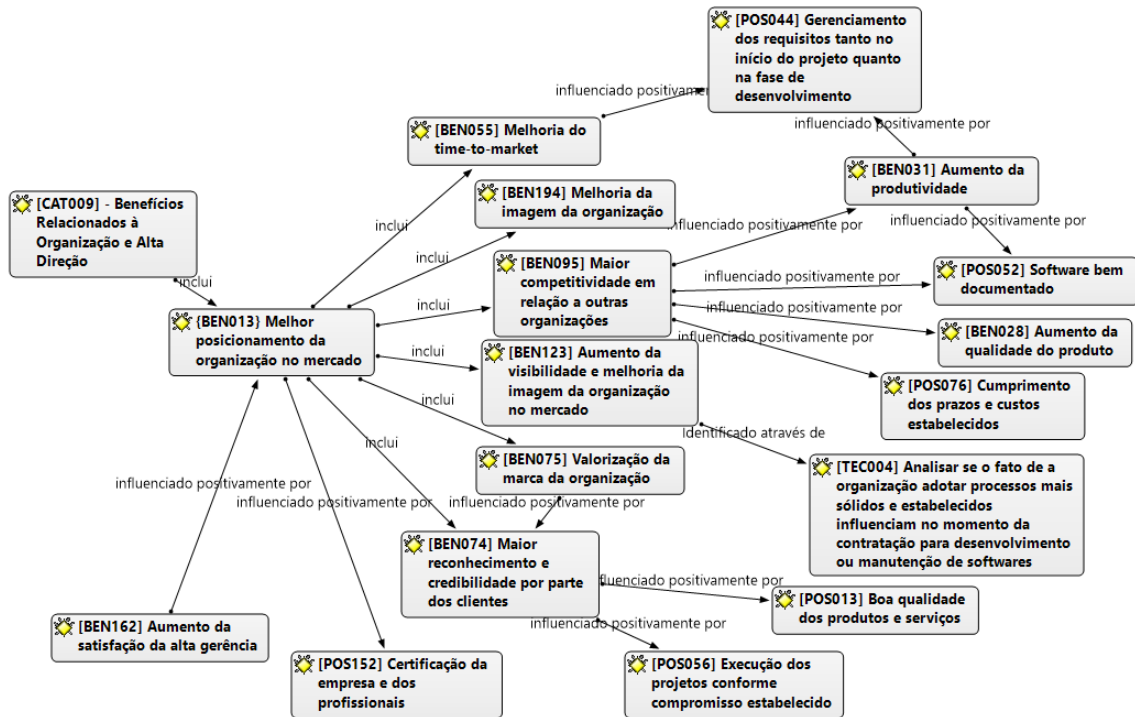 [POS044] Gerenciamento
dos requisitos tanto no
início do projeto quanto
na fase de
desenvolvimento
influenciado positivamen
influenciado positivamente por
[BEN055] Melhoria do
time-to-market
[BEN031] Aumento da
produtividade
[CAT009] - Benefícios
Relacionados à
Organização e Alta
Direção
inclui
[BEN194] Melhoria da
imagem da organização
influenciado positivamente por
influenciado positivamente por
inclui
inclui
[BEN095] Maior
competitividade em
relação a outras
organizações
influenciado positivamente por
[POS052] Software bem
documentado
inclui
{BEN013} Melhor
posicionamento da
organização no mercado
influenciado positivamente por
[BEN028] Aumento da
qualidade do produto
influenciado positivamente por
inclui
[BEN123] Aumento da
visibilidade e melhoria da
imagem da organização
no mercado
[POS076] Cumprimento
dos prazos e custos
estabelecidos
inclui
Identificado através de
inclui
[BEN075] Valorização da
marca da organização
[TEC004] Analisar se o fato de a
organização adotar processos mais
sólidos e estabelecidos
influenciam no momento da
contratação para desenvolvimento
ou manutenção de softwares
influenciado positivamente por
influenciado positivamente por
influenciado positivamente por
[BEN074] Maior
reconhecimento e
credibilidade por parte
dos clientes
nfluenciado positivamente por
[POS013] Boa qualidade
dos produtos e serviços
influenciado positivamente por
[BEN162] Aumento da
satisfação da alta gerência
[POS152] Certificação da
empresa e dos
profissionais
[POS056] Execução dos
projetos conforme
compromisso estabelecido